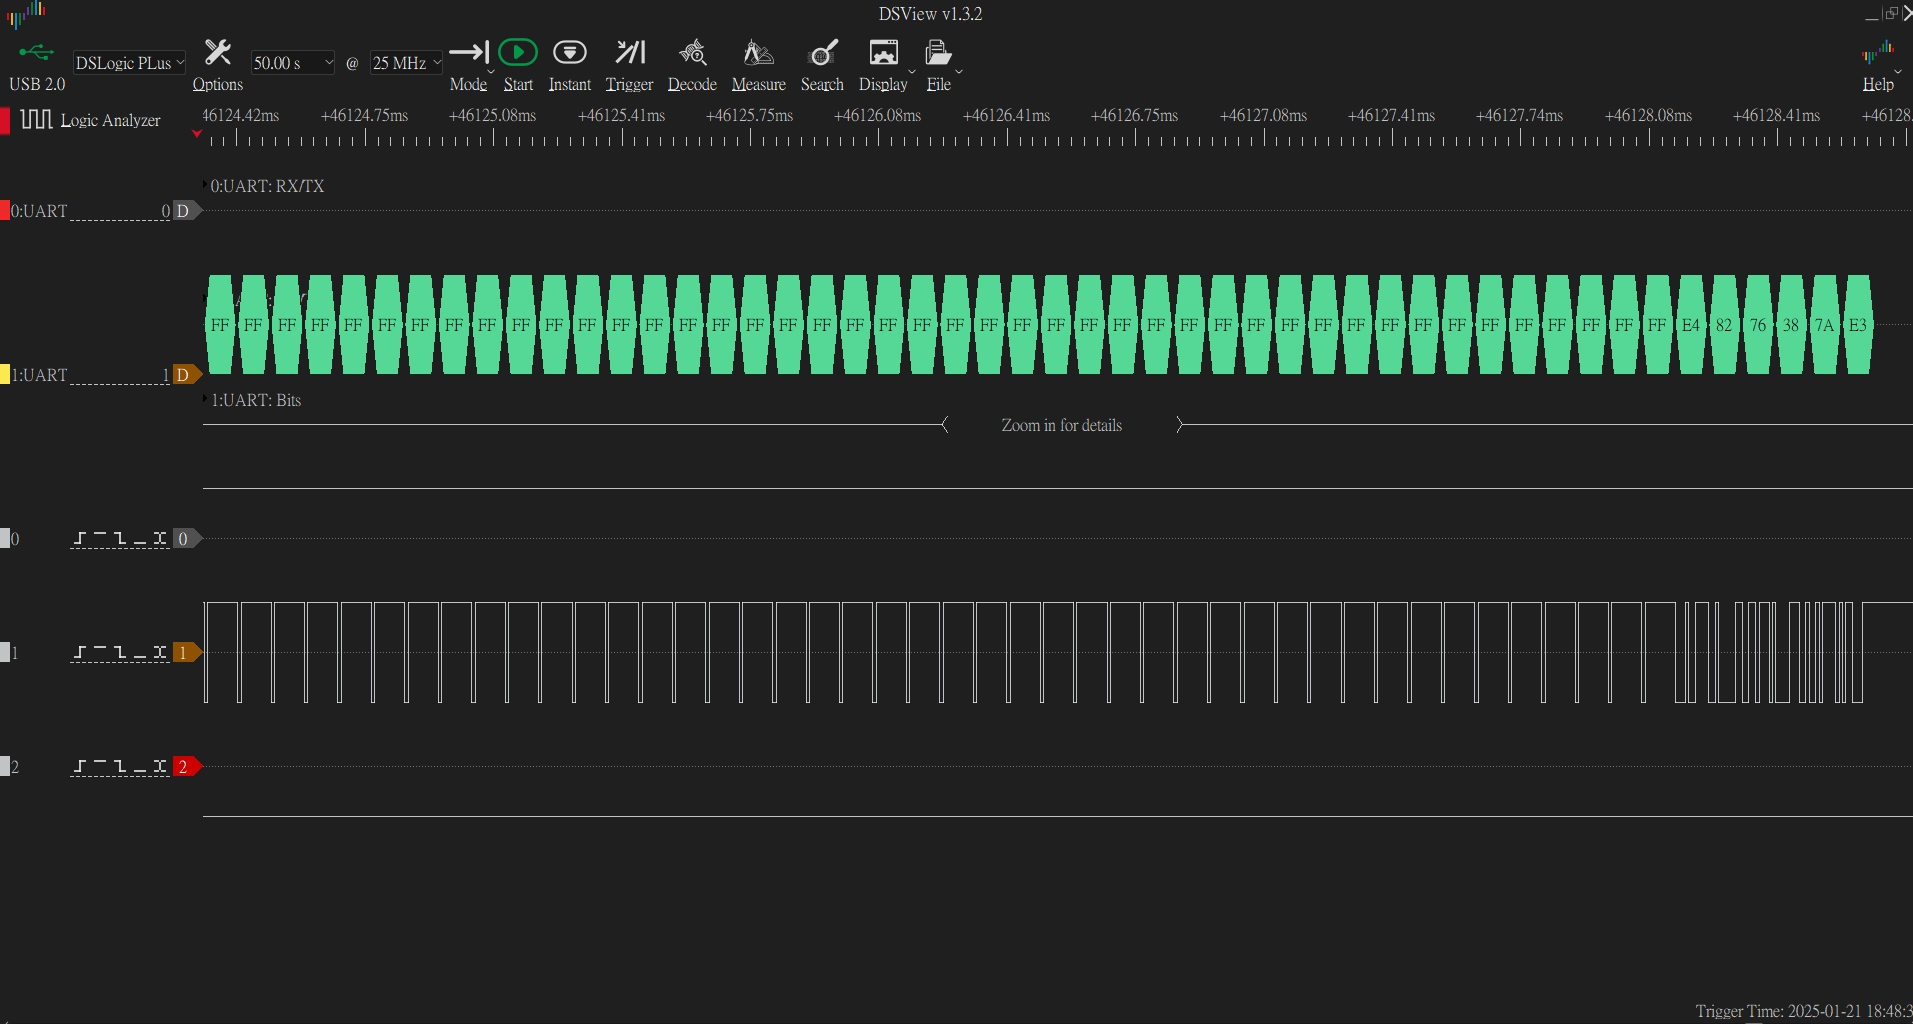 DSView v1.3.2
USB 2.0
DSLogic PLus
Options
50.00 s
@
25 MHz
Mode
Start
Instant
Trigger
Decode
Measure
Search
Display
File
Help
Logic Analyzer
46124.42ms +46124.75ms +46125.08ms +46125.41ms +46125.75ms +46126.08ms +46126.41ms +46126.75ms +46127.08ms +46127.41ms +46127.74ms +46128.08ms +46128.41ms +46128.
0:UART: RX/TX
0:UART 0 D
FF FF FF FF FF FF FF FF FF FF FF FF FF FF FF FF FF FF FF FF FF FF FF FF FF FF FF FF FF FF FF FF FF FF FF FF FF FF FF FF FF FF FF FF E4 82 76 38 7A E3
1:UART 1 D
1:UART: Bits
Zoom in for details
0 0
1 1
2 2
Trigger Time: 2025-01-21 18:48:3